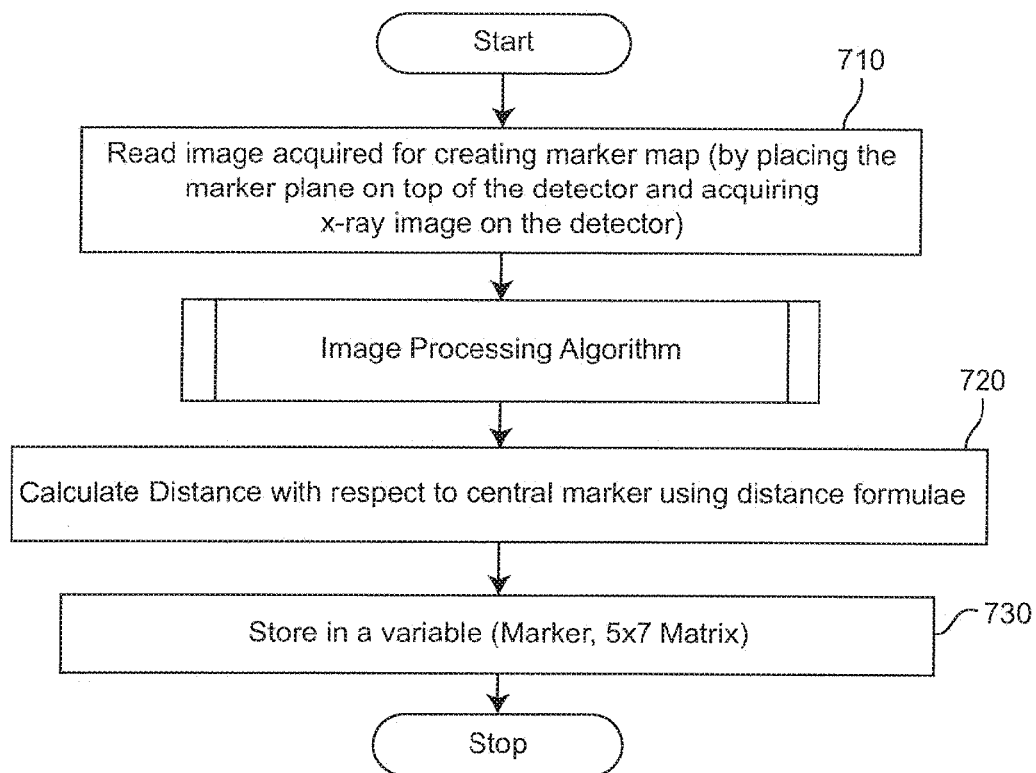 Start
710
Read image acquired for creating marker map (by placing the
marker plane on top of the detector and acquiring
x-ray image on the detector)
Image Processing Algorithm
720
Calculate Distance with respect to central marker using distance formulae
Store in a variable (Marker, 5x7 Matrix)
730
Stop